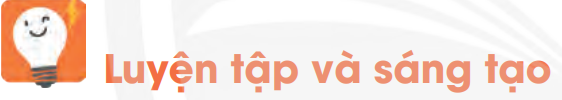 Luyện tập và sáng tạo